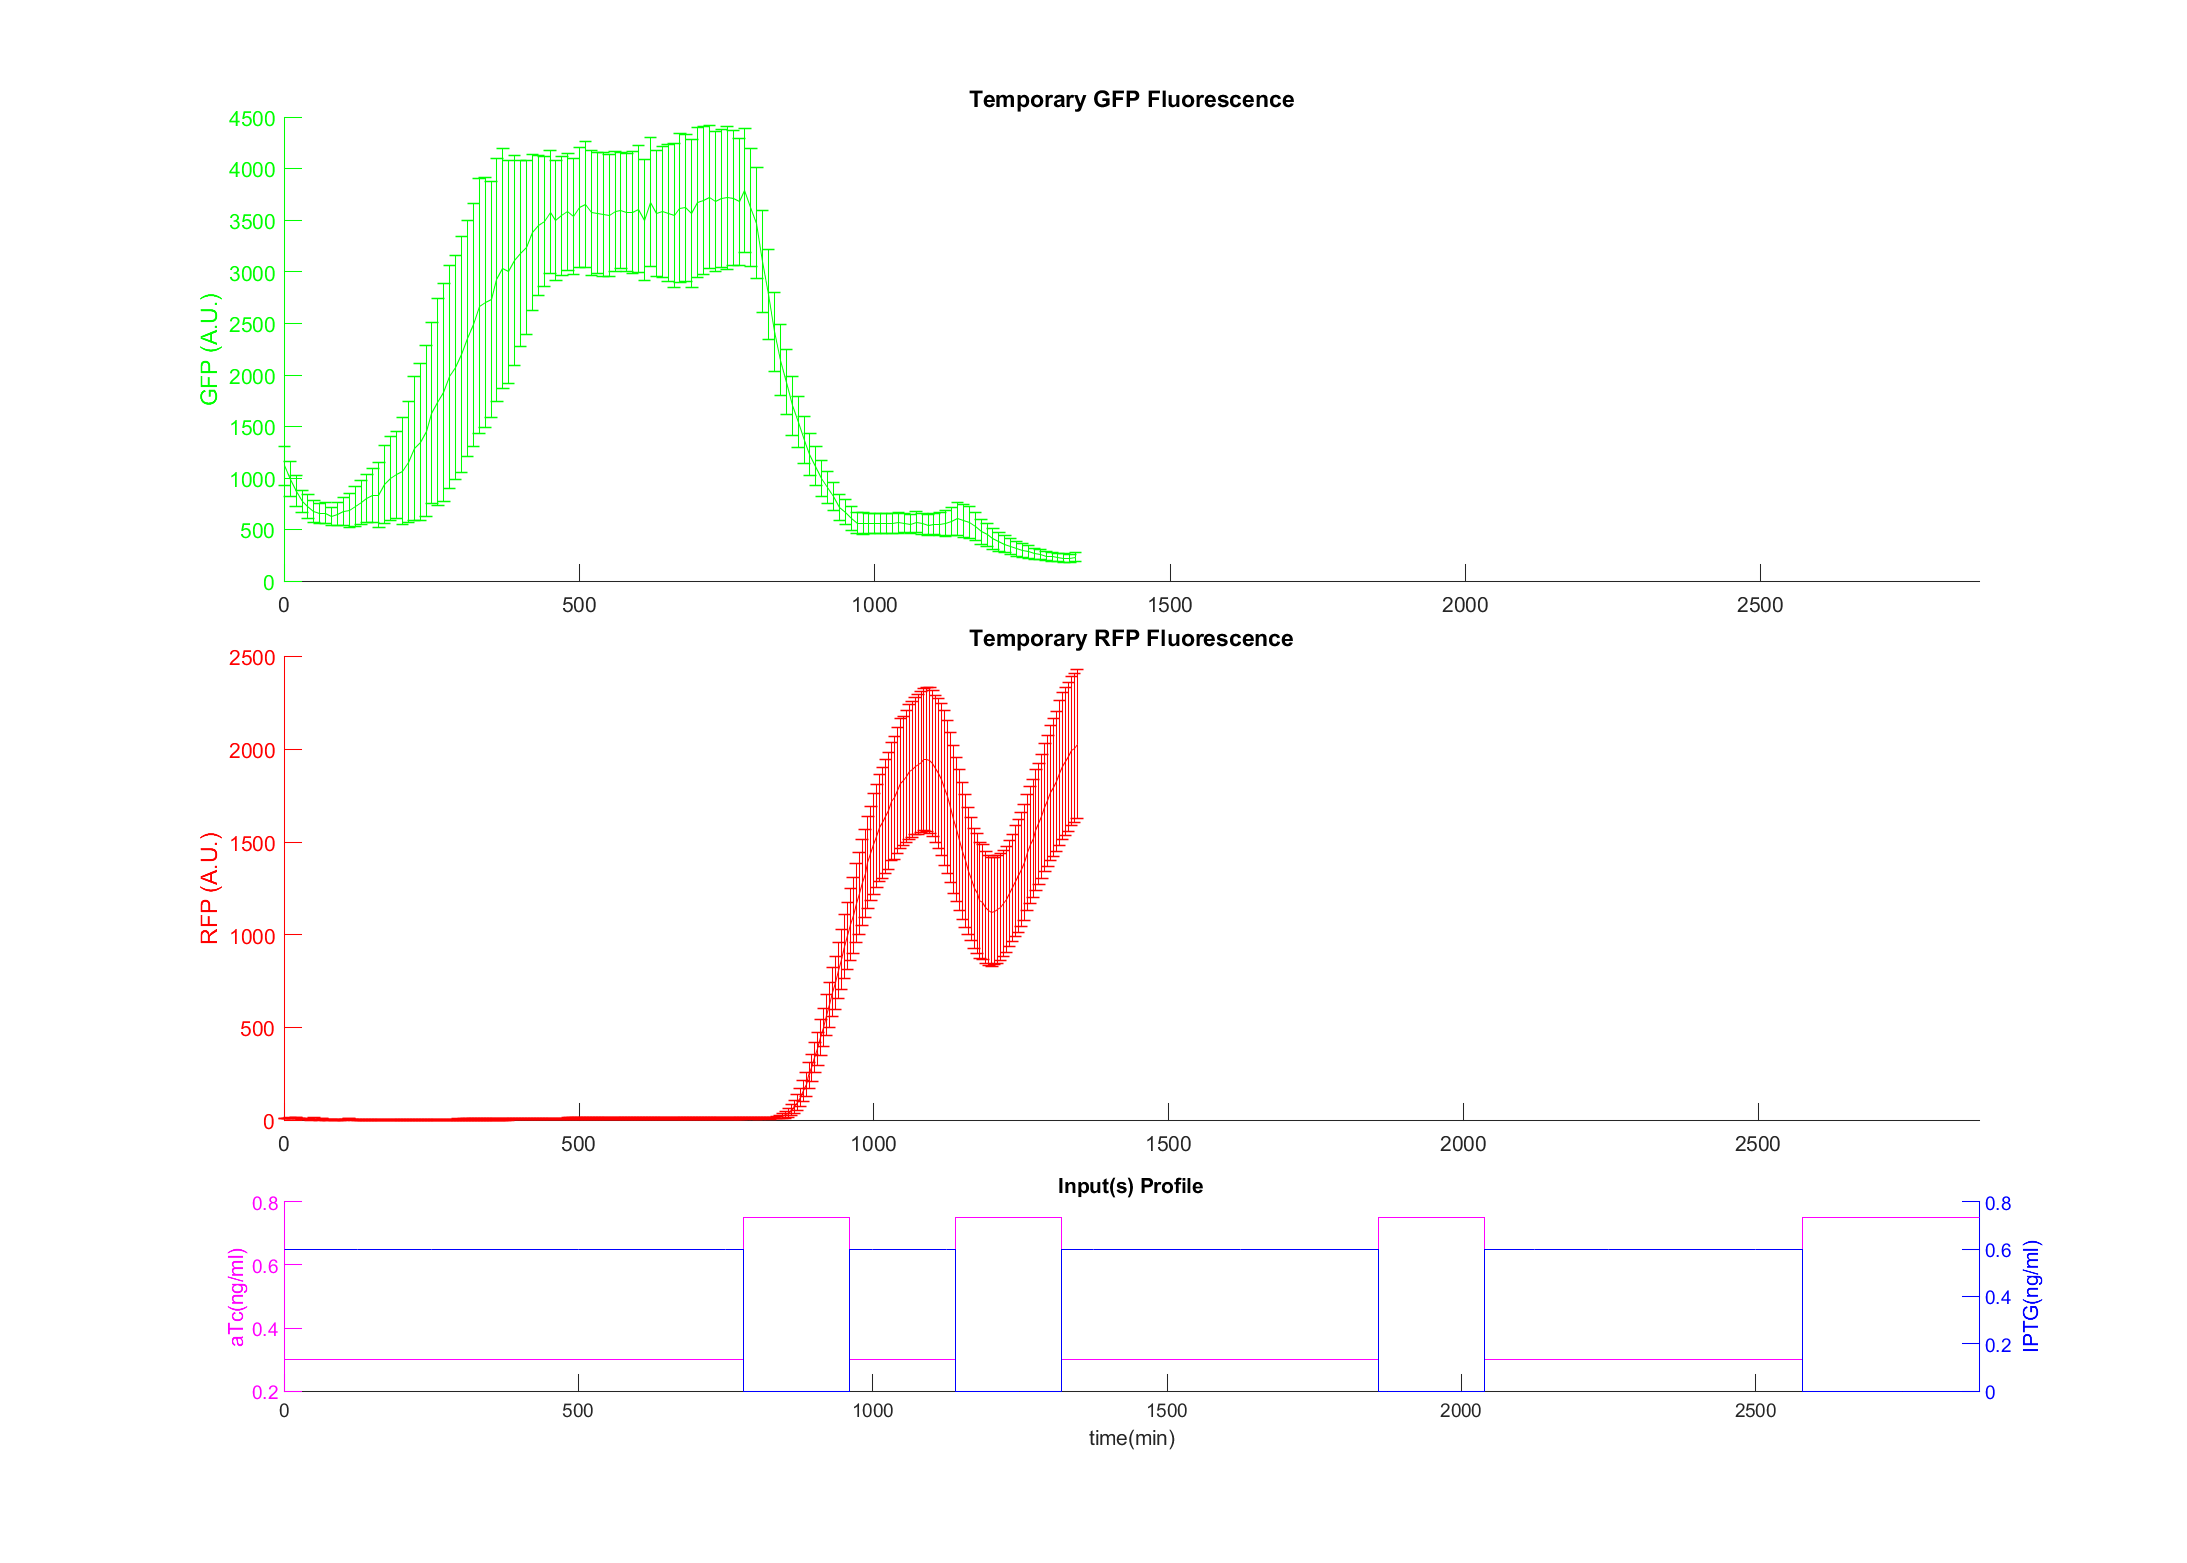 Temporary GFP Fluorescence
GFP (A.U.)
4500
4000
3500
3000
2500
2000
1500
1000
500
0
0 500 1000 1500 2000 2500
Temporary RFP Fluorescence
RFP (A.U.)
2500
2000
1500
1000
500
0
0 500 1000 1500 2000 2500
Input(s) Profile
aTc(ng/ml)
0.8
0.6
0.4
0.2
0.8
0.6
0.4
0.2
0
IPTG(ng/ml)
0 500 1000 1500 2000 2500
time(min)